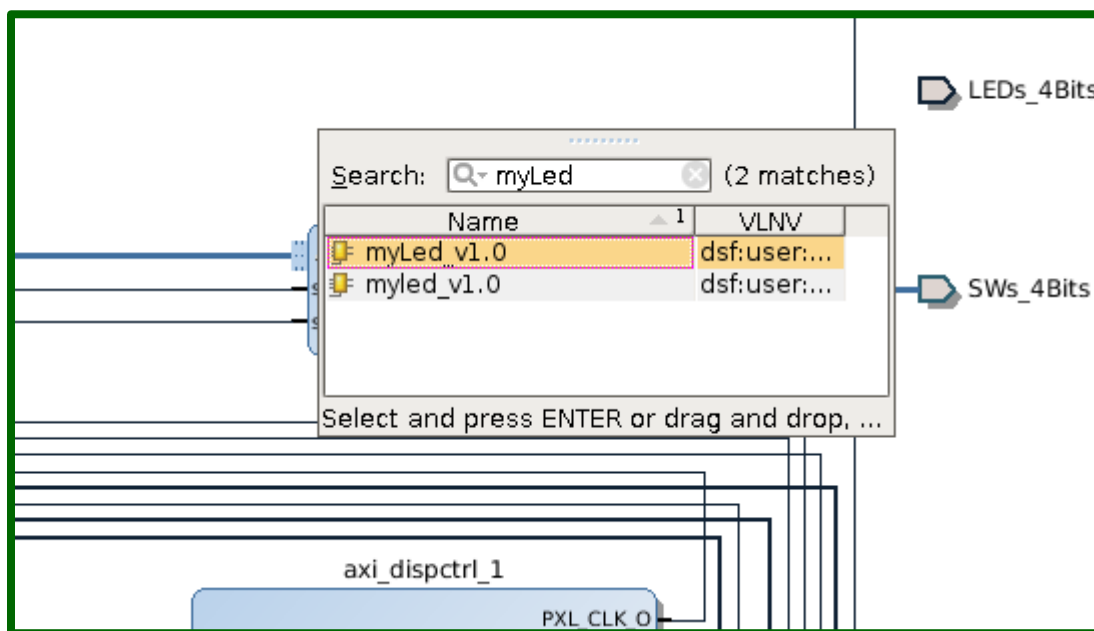 LEDs_4Bits
Search: myLed (2 matches)
Name 1 VLNV
myLed_v1.0 dsf:user:...
myled_v1.0 dsf:user:...
SWs_4Bits
Select and press ENTER or drag and drop, ...
axi_dispctrl_1
PXL_CLK_O